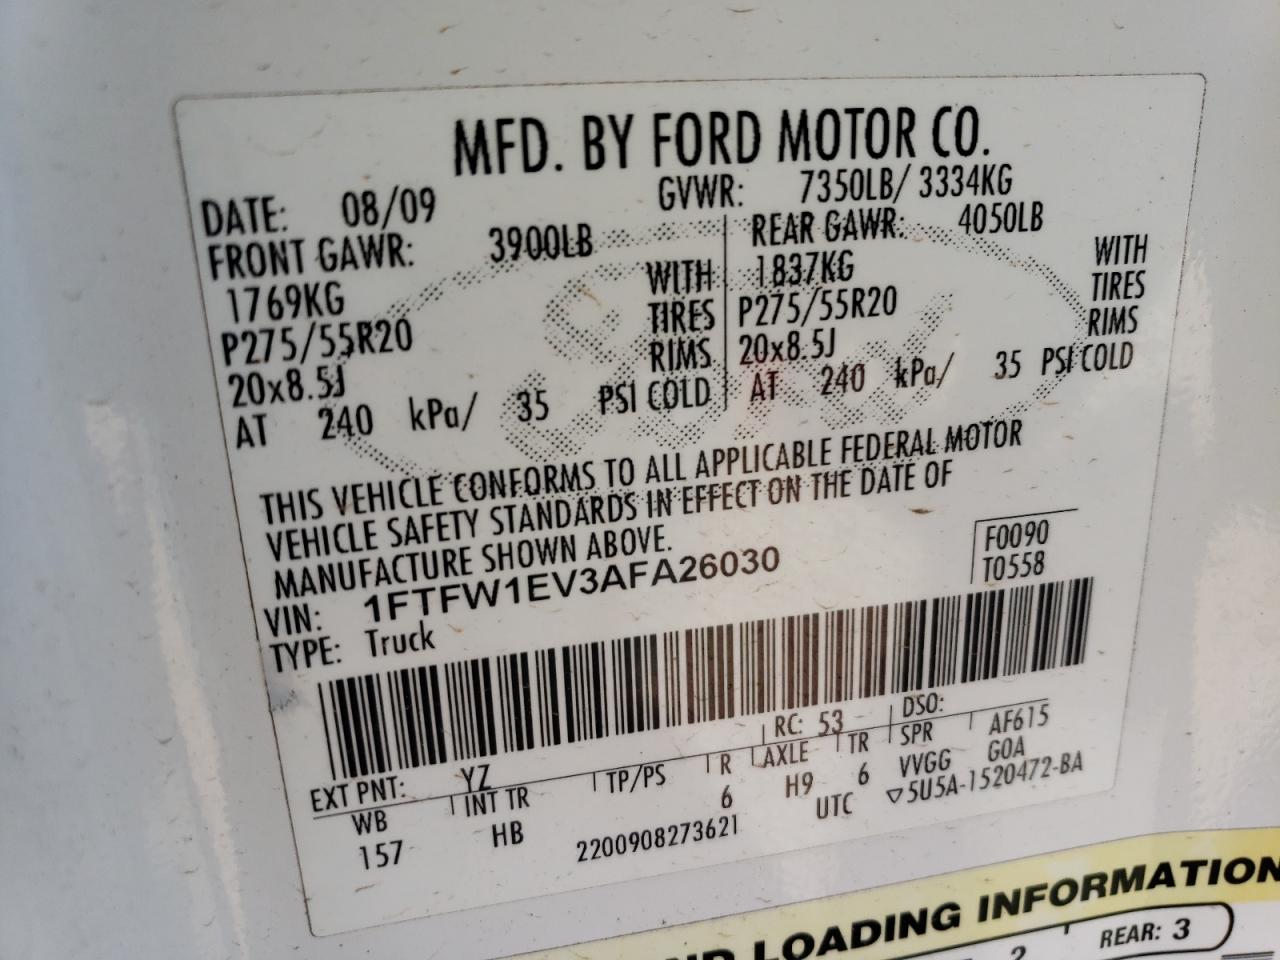 MFD. BY FORD MOTOR CO.
DATE: 08/09 GVWR: 7350LB/ 3334KG
FRONT GAWR: 3900LB REAR GAWR: 4050LB
1769KG WITH 1837KG WITH
P275/55R20 TIRES P275/55R20 TIRES
20x8.5J RIMS 20x8.5J RIMS
AT 240 kPa/ 35 PSI COLD AT 240 kPa/ 35 PSI COLD
THIS VEHICLE CONFORMS TO ALL APPLICABLE FEDERAL MOTOR
VEHICLE SAFETY STANDARDS IN EFFECT ON THE DATE OF
MANUFACTURE SHOWN ABOVE.
VIN: 1FTFW1EV3AFA26030 F0090
TYPE: Truck T0558
EXT PNT: YZ RC: 53 DSO:
WB INT TR TP/PS R AXLE TR SPR AF615
157 HB 6 H9 6 VVGG GOA
2200908273621 UTC ▽5U5A-1520472-BA
LOADING INFORMATION
2 REAR: 3